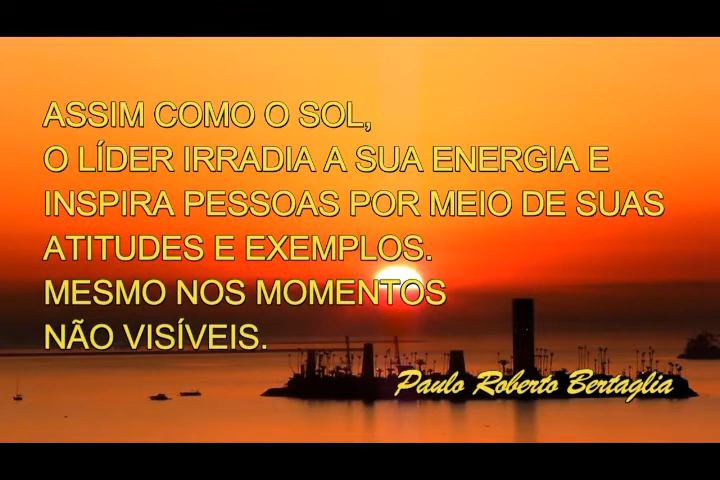 ASSIM COMO O SOL,
O LÍDER IRRADIA A SUA ENERGIA E
INSPIRA PESSOAS POR MEIO DE SUAS
ATITUDES E EXEMPLOS.
MESMO NOS MOMENTOS
NÃO VISÍVEIS.
Paulo Roberto Bertaglia